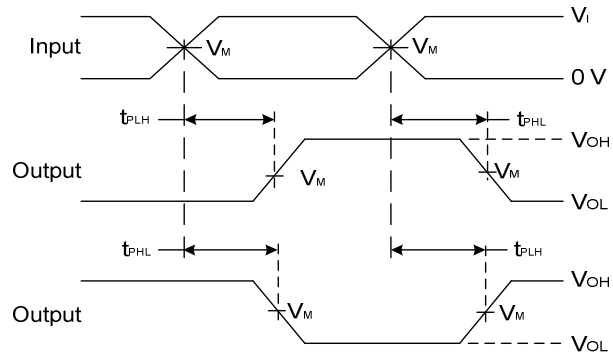 VI
Input VM VM
0 V
tPLH tPHL
VOH
Output VM VM
VOL
tPHL tPLH
VOH
Output VM VM
VOL